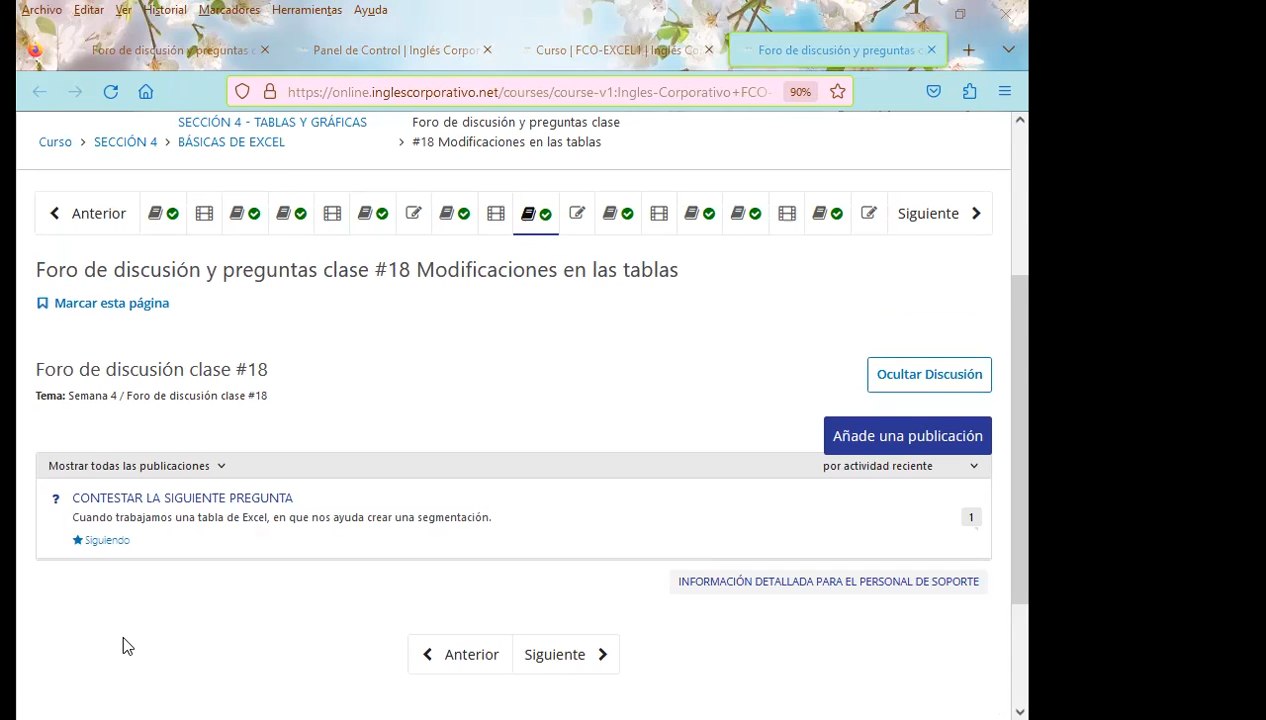 Archivo Editar Ver Historial Marcadores Herramientas Ayuda
Foro de discusión y preguntas Panel de Control | Inglés Corpor Curso | FCO-EXCEL1 | Inglés Co Foro de discusión y preguntas
https://online.inglescorporativo.net/courses/course-v1:Ingles-Corporativo+FCO- 90%
Curso SECCIÓN 4 SECCIÓN 4 - TABLAS Y GRÁFICAS
BÁSICAS DE EXCEL
Foro de discusión y preguntas clase
#18 Modificaciones en las tablas
Anterior Siguiente
Foro de discusión y preguntas clase #18 Modificaciones en las tablas
Marcar esta página
Foro de discusión clase #18
Ocultar Discusión
Tema: Semana 4 / Foro de discusión clase #18
Añade una publicación
Mostrar todas las publicaciones por actividad reciente
? CONTESTAR LA SIGUIENTE PREGUNTA
Cuando trabajamos una tabla de Excel, en que nos ayuda crear una segmentación. 1
Siguiendo
INFORMACIÓN DETALLADA PARA EL PERSONAL DE SOPORTE
Anterior Siguiente